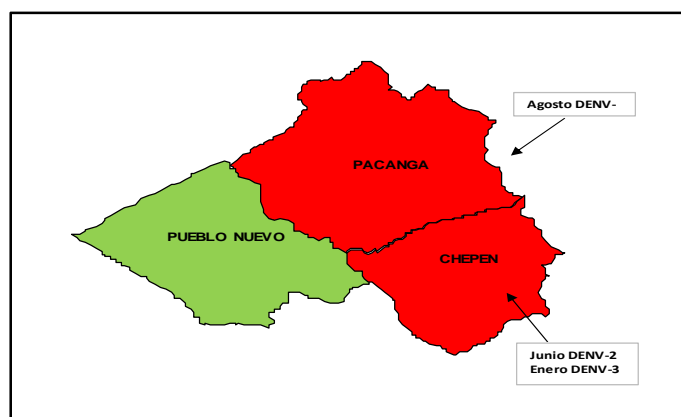 Agosto DENV-
PACANGA
PUEBLO NUEVO
CHEPEN
Junio DENV-2
Enero DENV-3